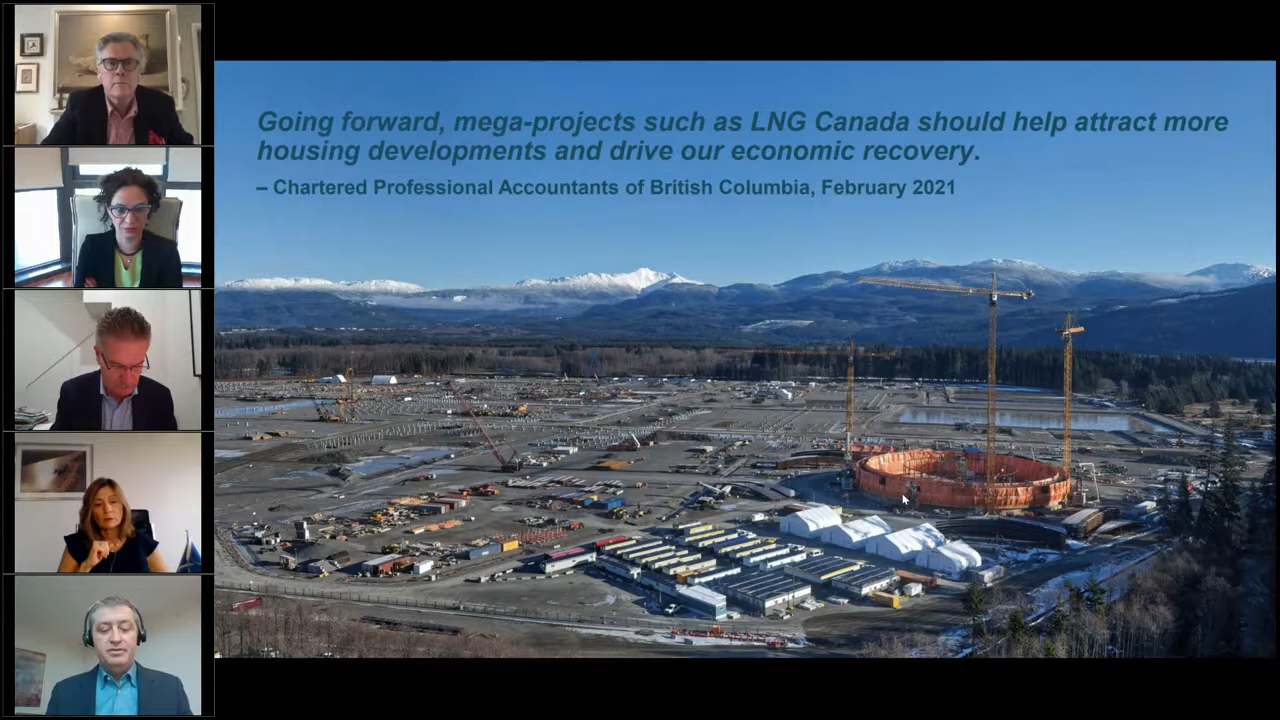 Going forward, mega-projects such as LNG Canada should help attract more
housing developments and drive our economic recovery.
– Chartered Professional Accountants of British Columbia, February 2021